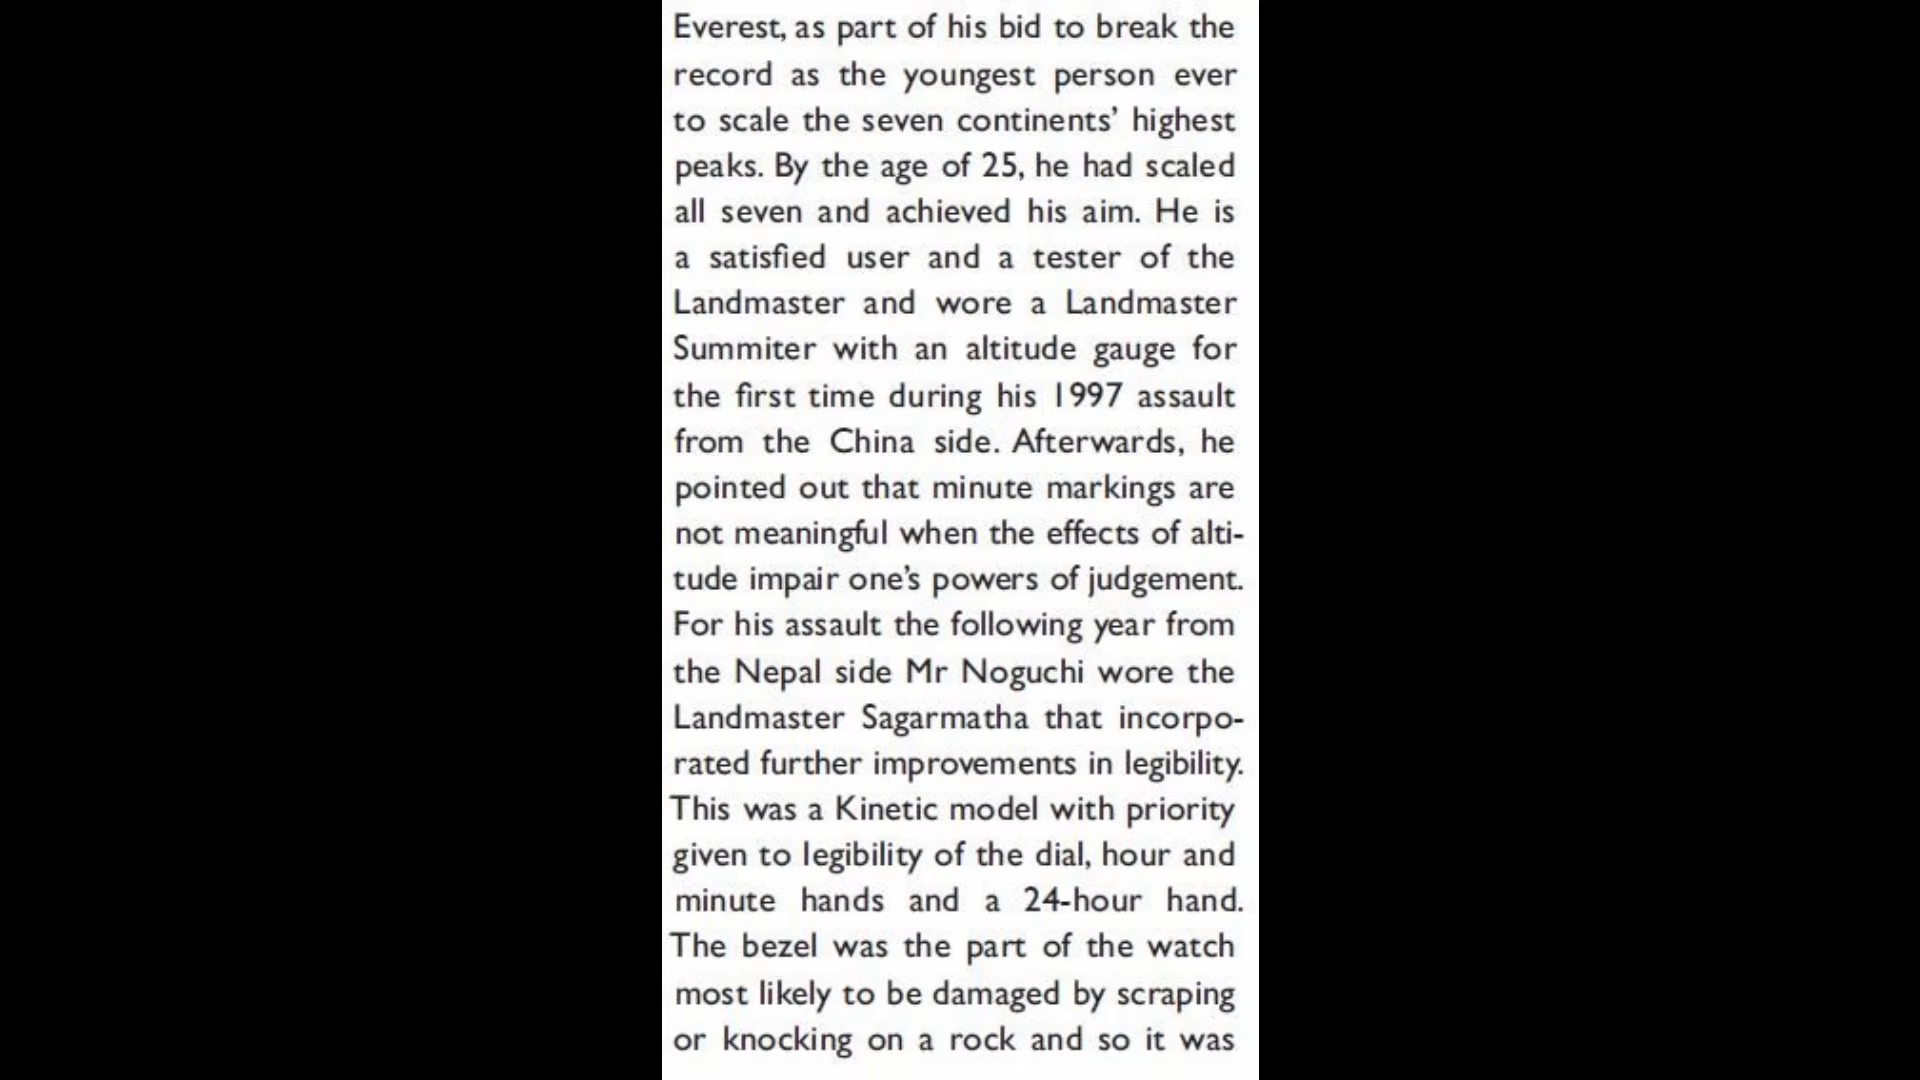 Everest, as part of his bid to break the
record as the youngest person ever
to scale the seven continents’ highest
peaks. By the age of 25, he had scaled
all seven and achieved his aim. He is
a satisfied user and a tester of the
Landmaster and wore a Landmaster
Summiter with an altitude gauge for
the first time during his 1997 assault
from the China side. Afterwards, he
pointed out that minute markings are
not meaningful when the effects of alti-
tude impair one’s powers of judgement.
For his assault the following year from
the Nepal side Mr Noguchi wore the
Landmaster Sagarmatha that incorpo-
rated further improvements in legibility.
This was a Kinetic model with priority
given to legibility of the dial, hour and
minute hands and a 24-hour hand.
The bezel was the part of the watch
most likely to be damaged by scraping
or knocking on a rock and so it was